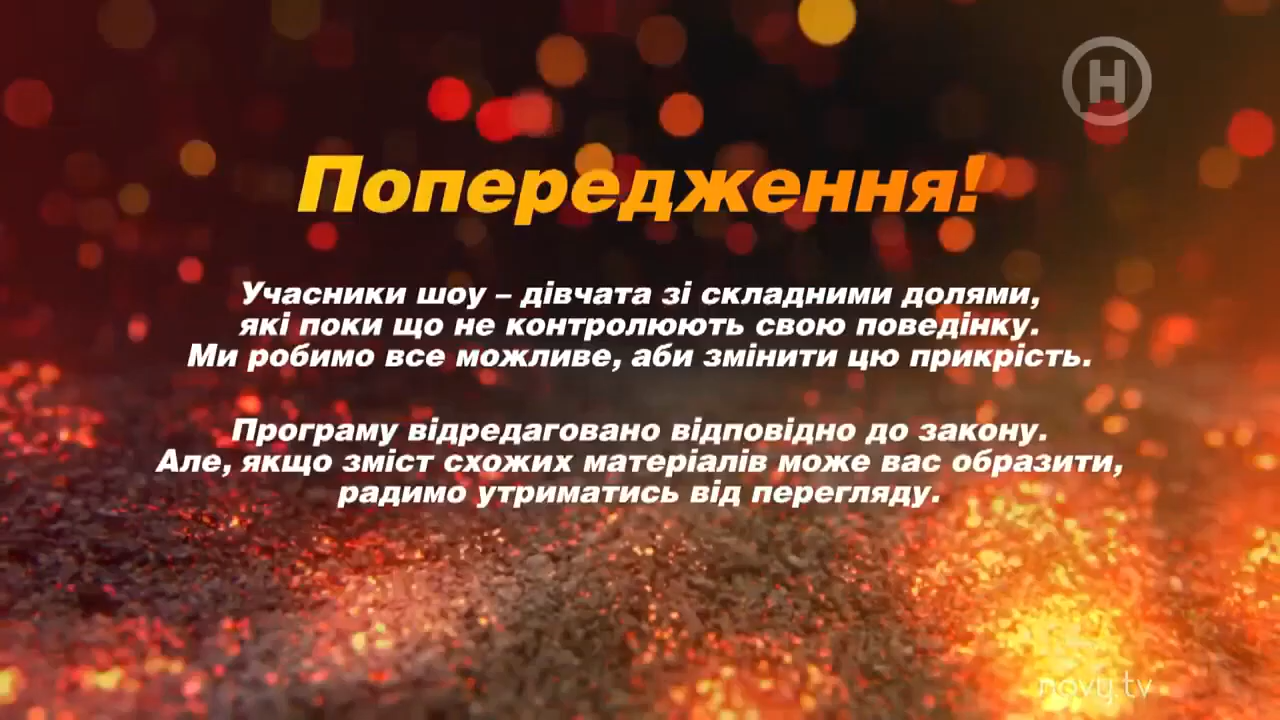 Н
Попередження!
Учасники шоу – дівчата зі складними долями,
які поки що не контролюють свою поведінку.
Ми робимо все можливе, аби змінити цю прикрість.
Програму відредаговано відповідно до закону.
Але, якщо зміст схожих матеріалів може вас образити,
радимо утриматись від перегляду.
novy.tv